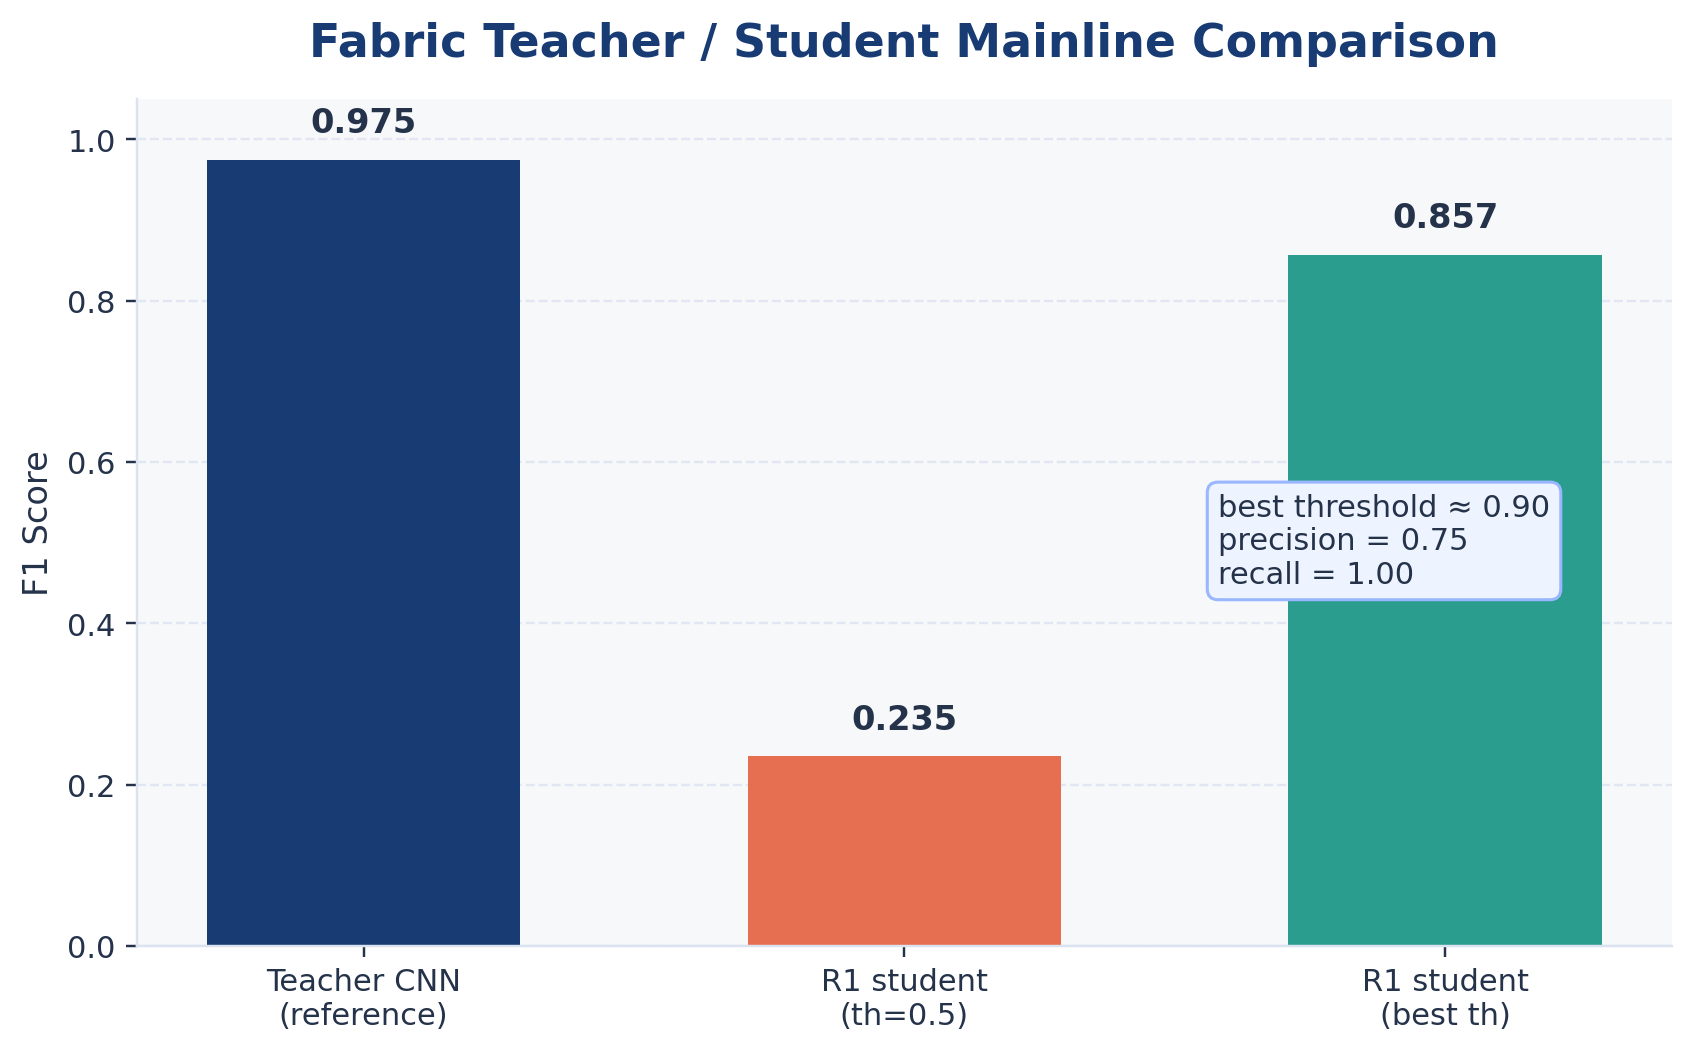 Fabric Teacher / Student Mainline Comparison
F1 Score
1.0
0.8
0.6
0.4
0.2
0.0
0.975
0.235
0.857
best threshold ≈ 0.90
precision = 0.75
recall = 1.00
Teacher CNN
(reference)
R1 student
(th=0.5)
R1 student
(best th)